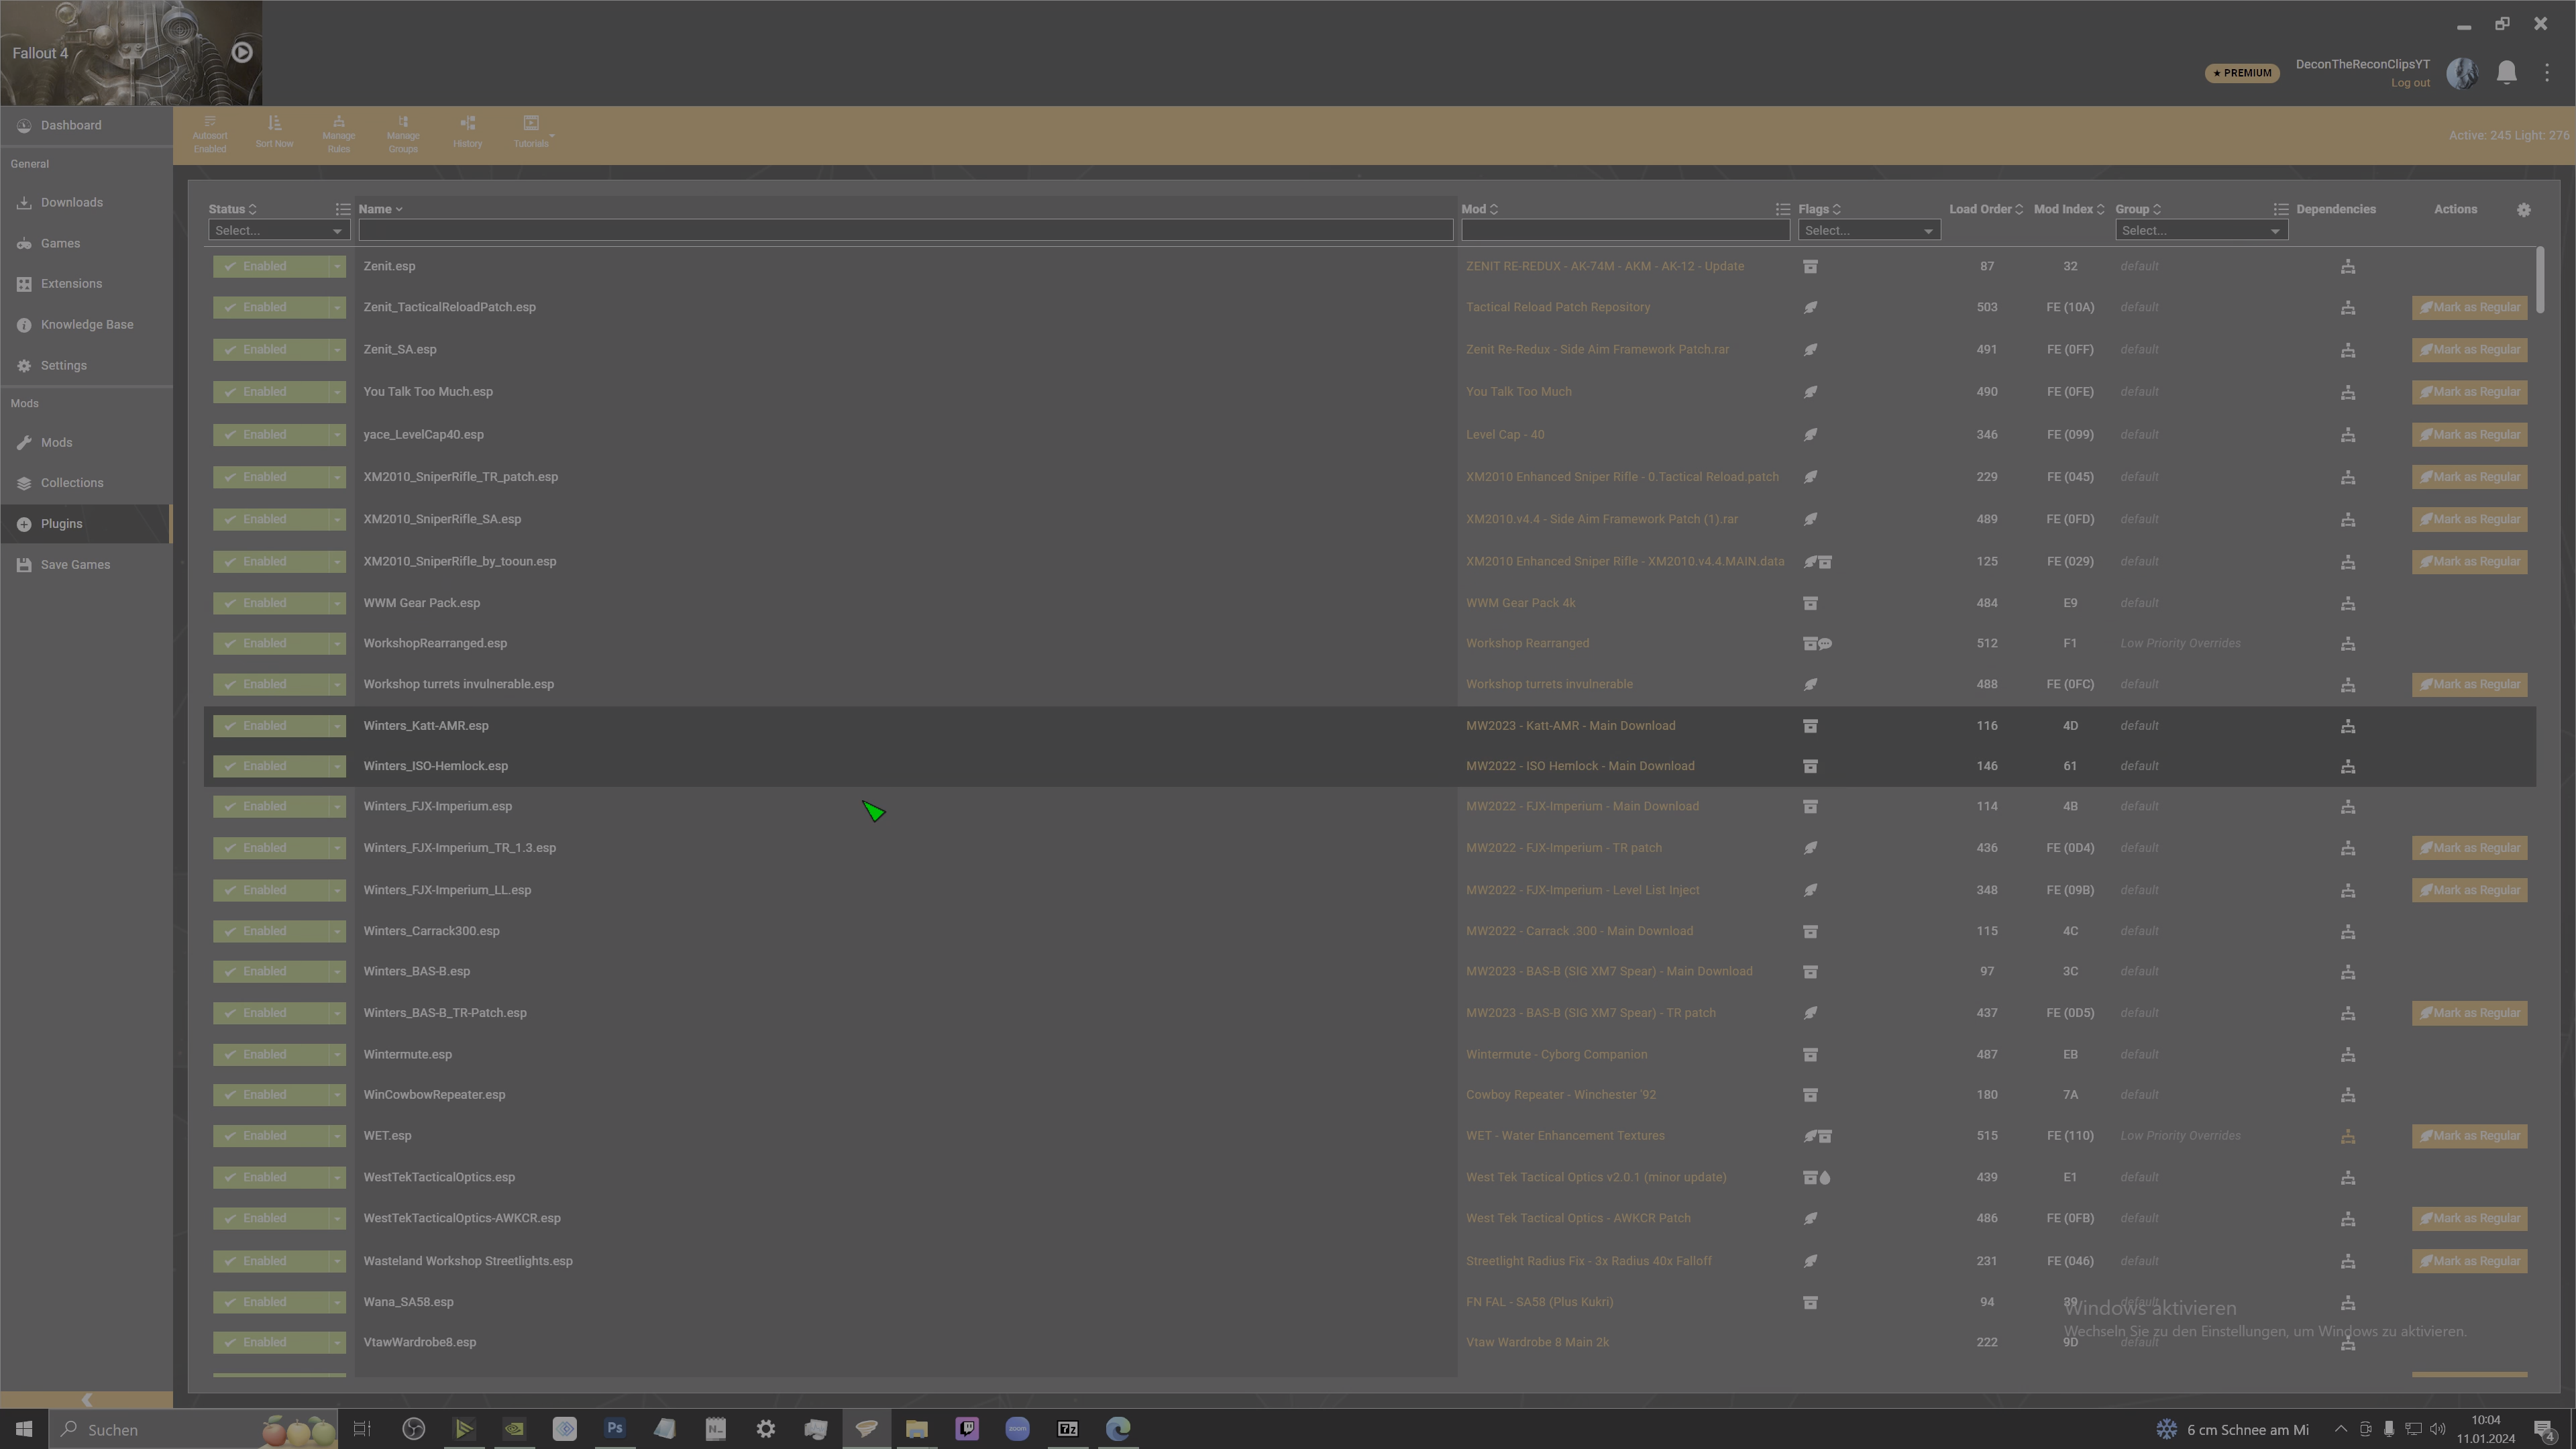 Fallout 4
★ PREMIUM
DeconTheReconClipsYT
Log out
Dashboard
General
Downloads
Games
Extensions
Knowledge Base
Settings
Mods
Mods
Collections
Plugins
Save Games
Autosort Enabled
Sort Now
Manage Rules
Manage Groups
History
Tutorials
Active: 245 Light: 276
Status Name Mod Flags Load Order Mod Index Group Dependencies Actions
Select... Select... Select...
Enabled Zenit.esp ZENIT RE-REDUX - AK-74M - AKM - AK-12 - Update 87 32 default
Enabled Zenit_TacticalReloadPatch.esp Tactical Reload Patch Repository 503 FE (10A) default Mark as Regular
Enabled Zenit_SA.esp Zenit Re-Redux - Side Aim Framework Patch.rar 491 FE (0FF) default Mark as Regular
Enabled You Talk Too Much.esp You Talk Too Much 490 FE (0FE) default Mark as Regular
Enabled yace_LevelCap40.esp Level Cap - 40 346 FE (099) default Mark as Regular
Enabled XM2010_SniperRifle_TR_patch.esp XM2010 Enhanced Sniper Rifle - 0.Tactical Reload.patch 229 FE (045) default Mark as Regular
Enabled XM2010_SniperRifle_SA.esp XM2010.v4.4 - Side Aim Framework Patch (1).rar 489 FE (0FD) default Mark as Regular
Enabled XM2010_SniperRifle_by_tooun.esp XM2010 Enhanced Sniper Rifle - XM2010.v4.4.MAIN.data 125 FE (029) default Mark as Regular
Enabled WWM Gear Pack.esp WWM Gear Pack 4k 484 E9 default
Enabled WorkshopRearranged.esp Workshop Rearranged 512 F1 Low Priority Overrides
Enabled Workshop turrets invulnerable.esp Workshop turrets invulnerable 488 FE (0FC) default Mark as Regular
Enabled Winters_Katt-AMR.esp MW2023 - Katt-AMR - Main Download 116 4D default
Enabled Winters_ISO-Hemlock.esp MW2022 - ISO Hemlock - Main Download 146 61 default
Enabled Winters_FJX-Imperium.esp MW2022 - FJX-Imperium - Main Download 114 4B default
Enabled Winters_FJX-Imperium_TR_1.3.esp MW2022 - FJX-Imperium - TR patch 436 FE (0D4) default Mark as Regular
Enabled Winters_FJX-Imperium_LL.esp MW2022 - FJX-Imperium - Level List Inject 348 FE (09B) default Mark as Regular
Enabled Winters_Carrack300.esp MW2022 - Carrack .300 - Main Download 115 4C default
Enabled Winters_BAS-B.esp MW2023 - BAS-B (SIG XM7 Spear) - Main Download 97 3C default
Enabled Winters_BAS-B_TR-Patch.esp MW2023 - BAS-B (SIG XM7 Spear) - TR patch 437 FE (0D5) default Mark as Regular
Enabled Wintermute.esp Wintermute - Cyborg Companion 487 EB default
Enabled WinCowbowRepeater.esp Cowboy Repeater - Winchester '92 180 7A default
Enabled WET.esp WET - Water Enhancement Textures 515 FE (110) Low Priority Overrides Mark as Regular
Enabled WestTekTacticalOptics.esp West Tek Tactical Optics v2.0.1 (minor update) 439 E1 default
Enabled WestTekTacticalOptics-AWKCR.esp West Tek Tactical Optics - AWKCR Patch 486 FE (0FB) default Mark as Regular
Enabled Wasteland Workshop Streetlights.esp Streetlight Radius Fix - 3x Radius 40x Falloff 231 FE (046) default Mark as Regular
Enabled Wana_SA58.esp FN FAL - SA58 (Plus Kukri) 94 39 default
Enabled VtawWardrobe8.esp Vtaw Wardrobe 8 Main 2k 222 9D default
Windows aktivieren
Wechseln Sie zu den Einstellungen, um Windows zu aktivieren.
Suchen
Ps
N
zoom
7z
6 cm Schnee am Mi
10:04
11.01.2024
4